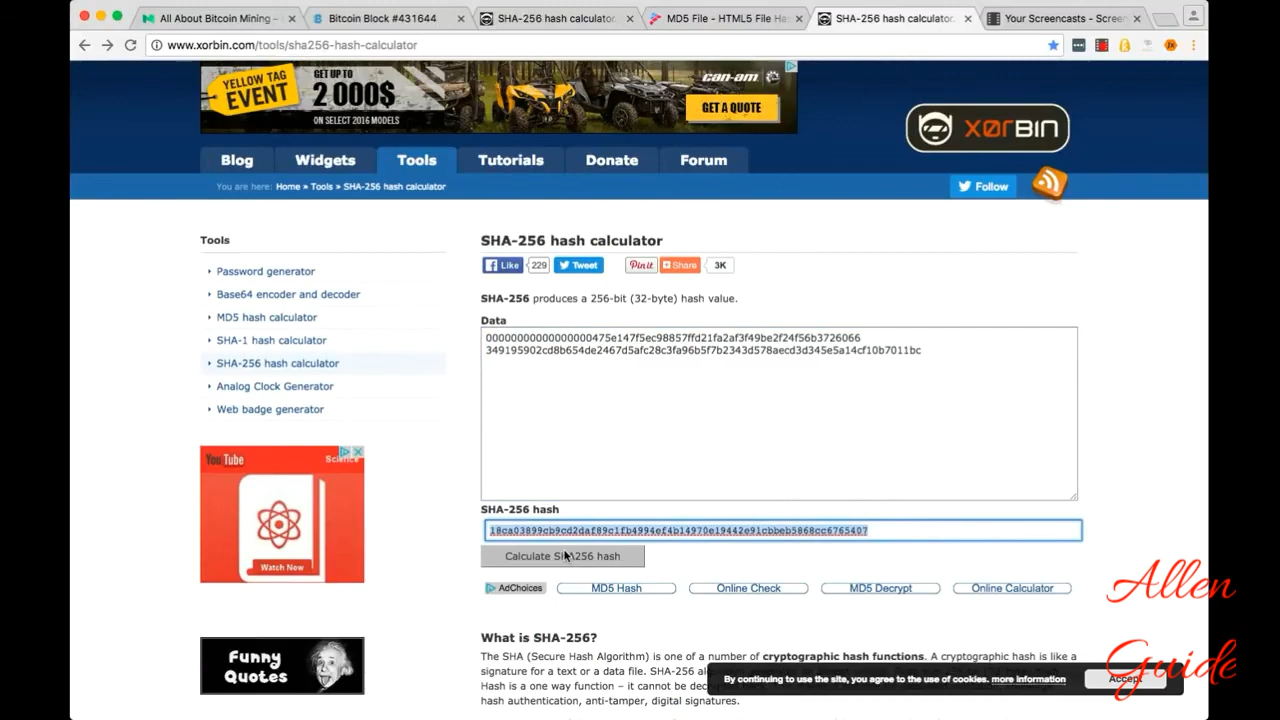 All About Bitcoin Mining –
Bitcoin Block #431644
SHA-256 hash calculator.
MD5 File - HTML5 File Ha
SHA-256 hash calculator.
Your Screencasts - Screen
www.xorbin.com/tools/sha256-hash-calculator
YELLOW TAG
EVENT
GET UP TO
2 000$
ON SELECT 2016 MODELS
can-am
GET A QUOTE
xørbin
Blog
Widgets
Tools
Tutorials
Donate
Forum
You are here: Home » Tools » SHA-256 hash calculator
Follow
Tools
Password generator
Base64 encoder and decoder
MD5 hash calculator
SHA-1 hash calculator
SHA-256 hash calculator
Analog Clock Generator
Web badge generator
SHA-256 hash calculator
Like
229
Tweet
Pinit
Share
3K
SHA-256 produces a 256-bit (32-byte) hash value.
Data
00000000000000000475e147f5ec98857ffd21fa2af3f49be2f24f56b3726066
349195902cd8b654de2467d5afc28c3fa96b5f7b2343d578aecd3d345e5a14cf10b7011bc
SHA-256 hash
18ca03899cb9cd2daf89c1fb4994ef4b14970e19442e91cbbeb5868cc6765407
Calculate SHA256 hash
AdChoices
MD5 Hash
Online Check
MD5 Decrypt
Online Calculator
YouTube
Science
Watch Now
Funny
Quotes
What is SHA-256?
The SHA (Secure Hash Algorithm) is one of a number of cryptographic hash functions. A cryptographic hash is like a
signature for a text or a data file. SHA-256
Hash is a one way function – it cannot be
hash authentication, anti-tamper, digital signatures.
By continuing to use the site, you agree to the use of cookies. more information
Accept
Allen
Guide